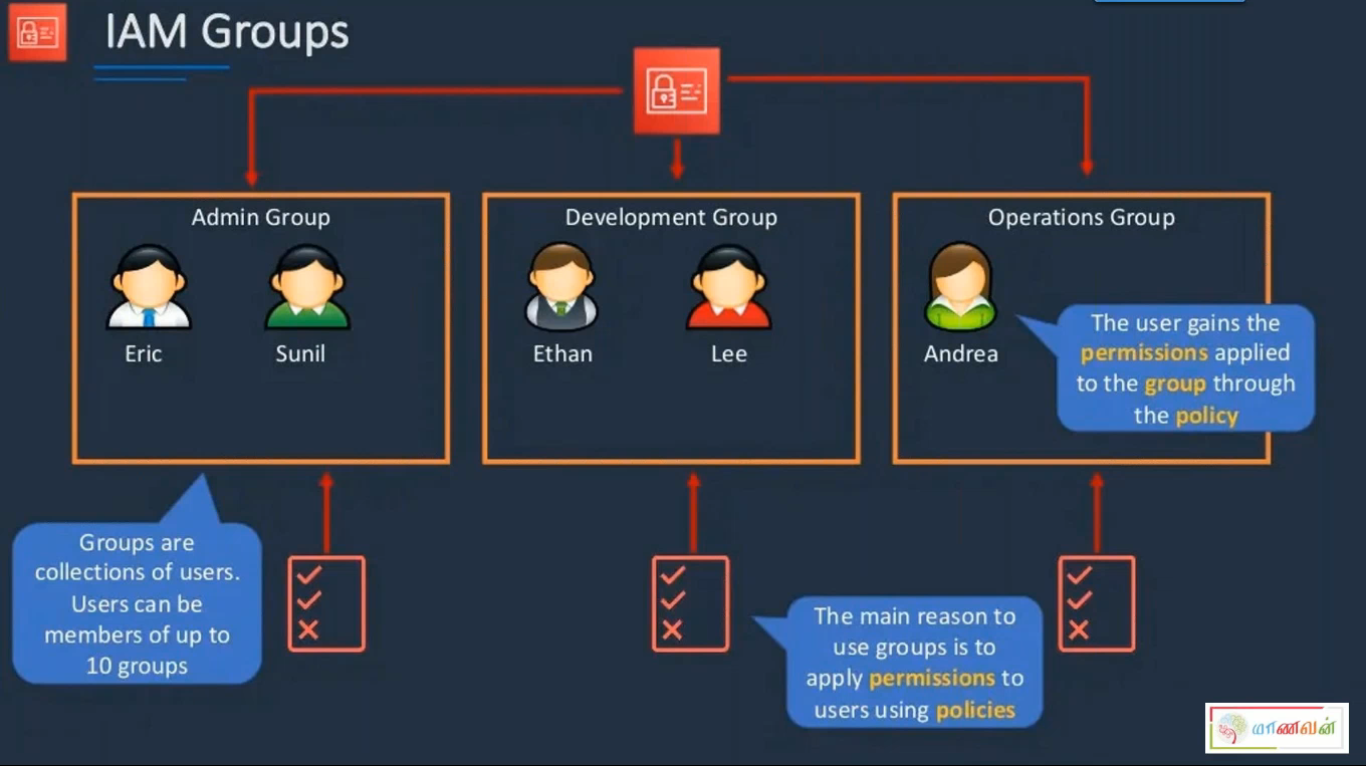 IAM Groups
Admin Group
Eric
Sunil
Development Group
Ethan
Lee
Operations Group
Andrea
The user gains the
permissions applied
to the group through
the policy
Groups are
collections of users.
Users can be
members of up to
10 groups
The main reason to
use groups is to
apply permissions to
users using policies
மாணவன்